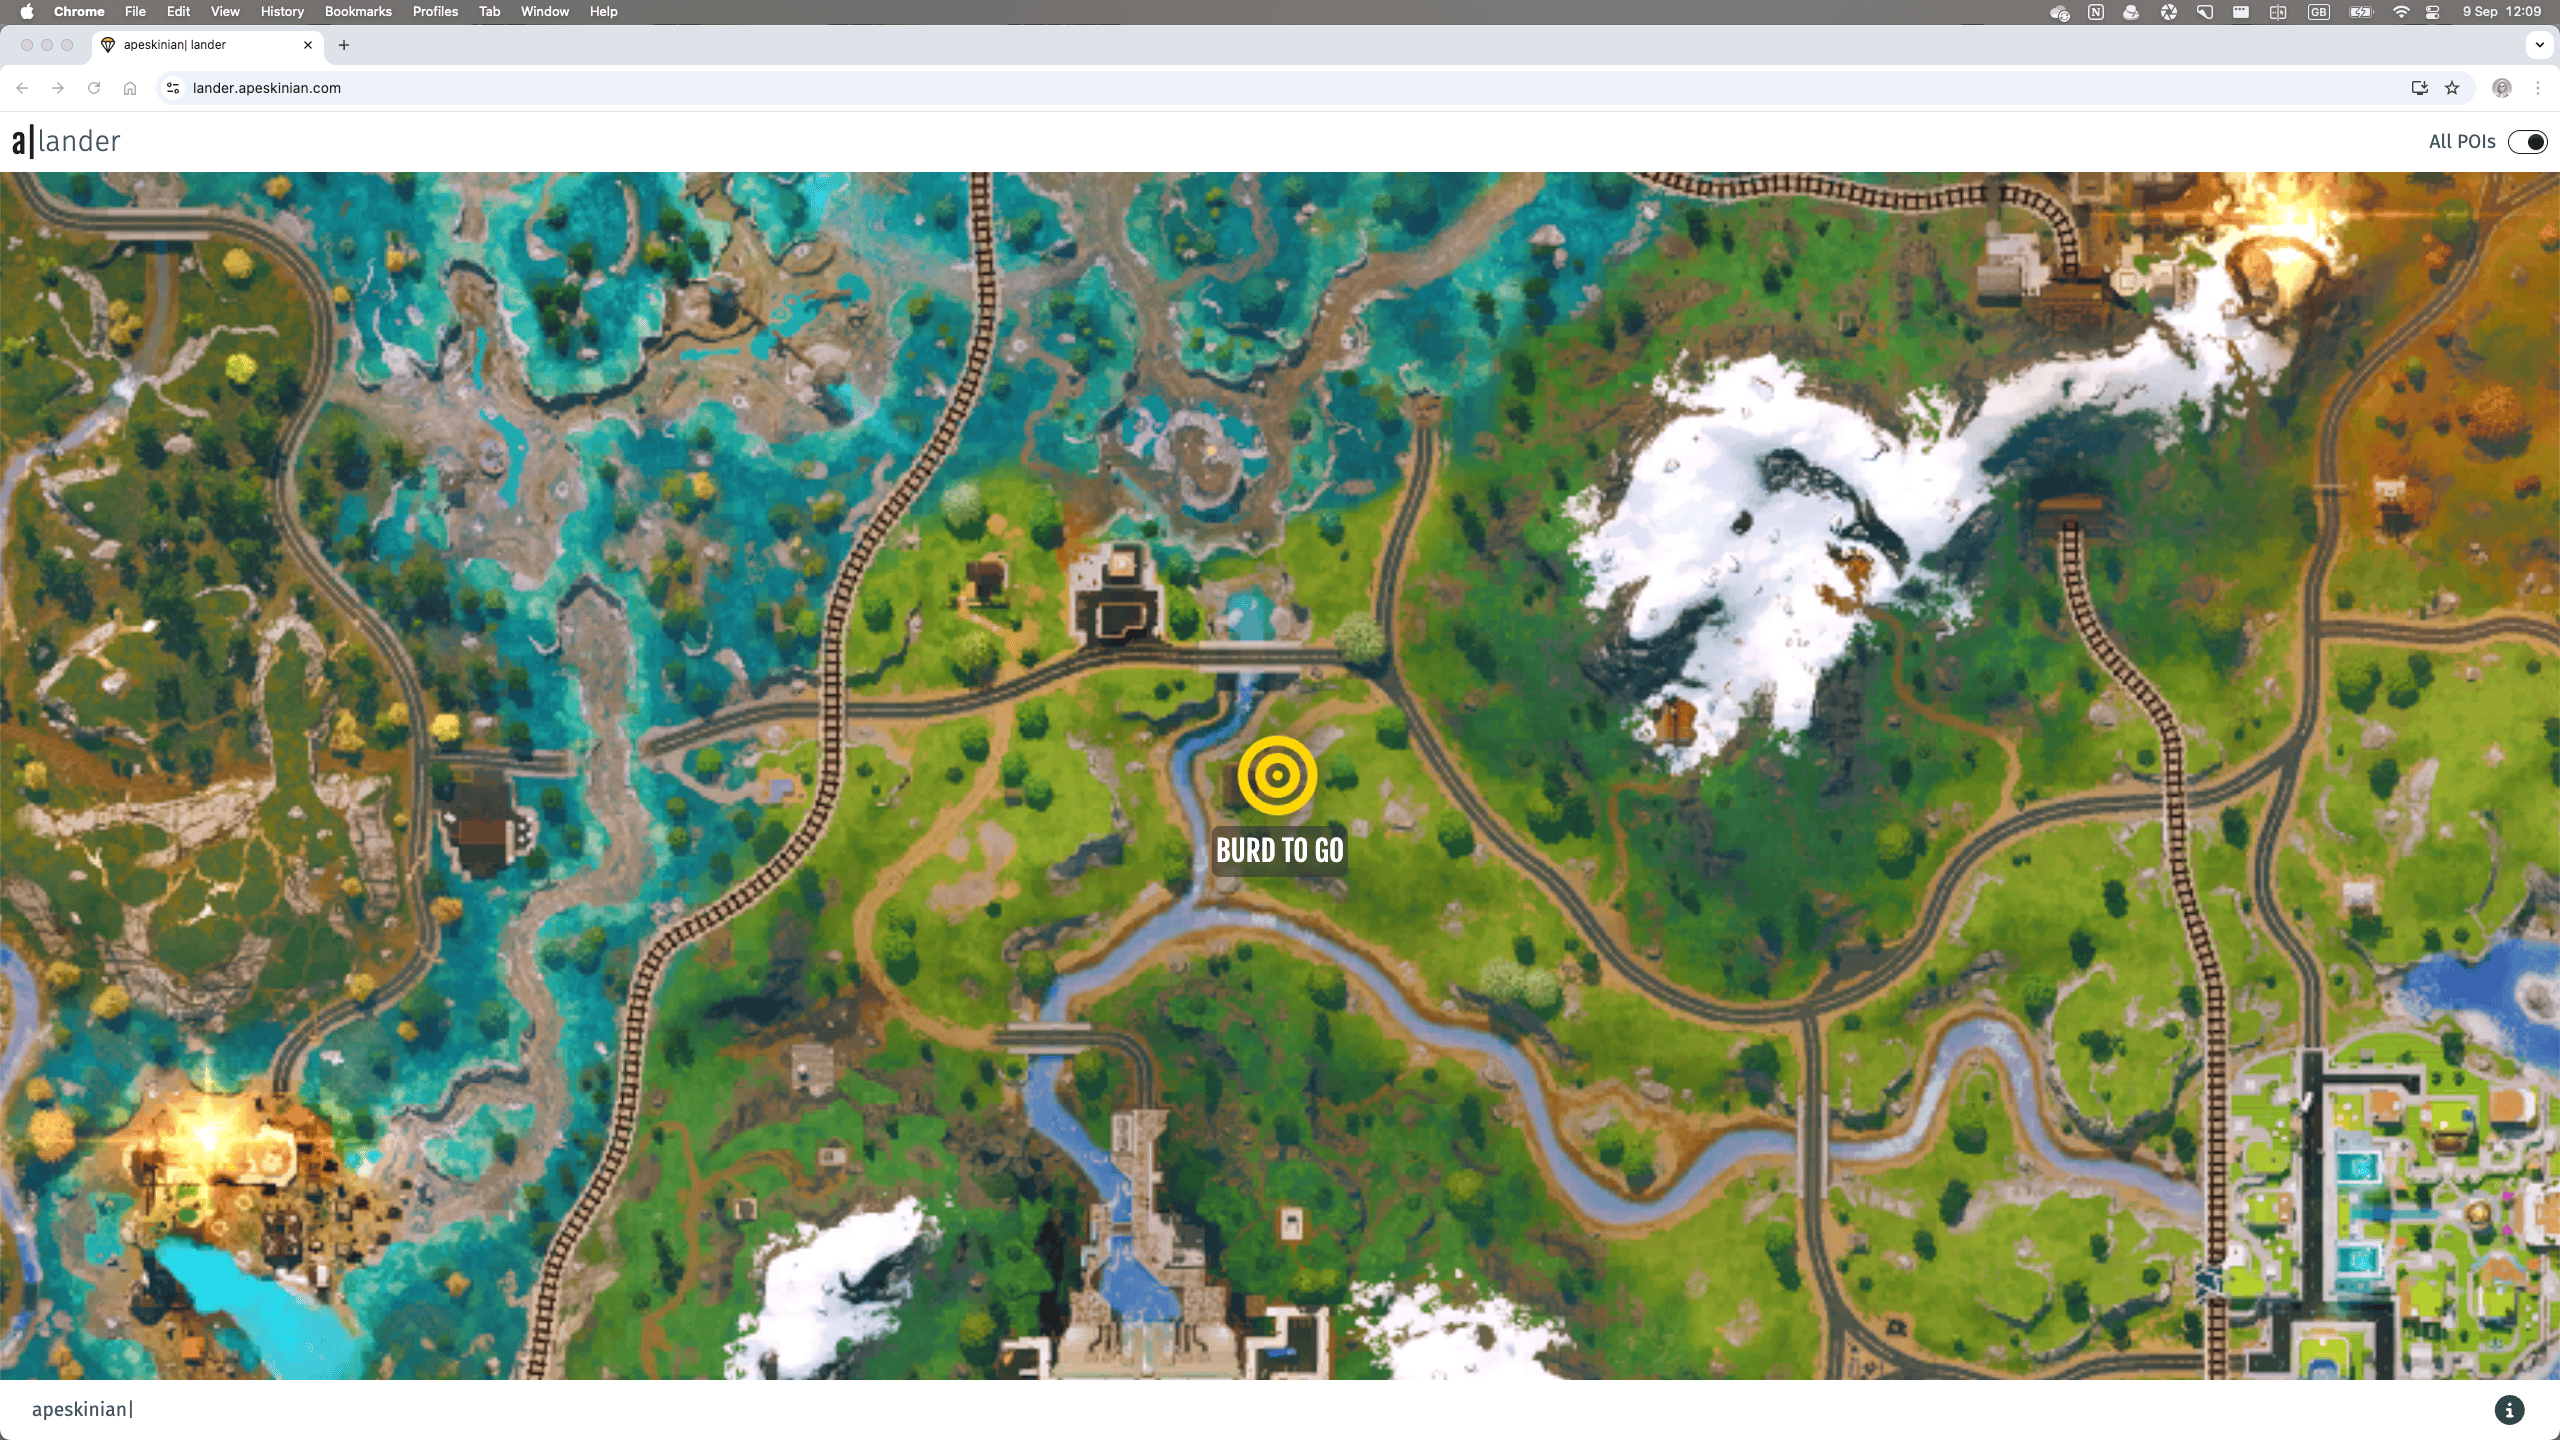 Chrome File Edit View History Bookmarks Profiles Tab Window Help
N GB 9 Sep 12:09
apeskinian| lander
lander.apeskinian.com
a|lander
All POIs
BURD TO GO
apeskinian|
i